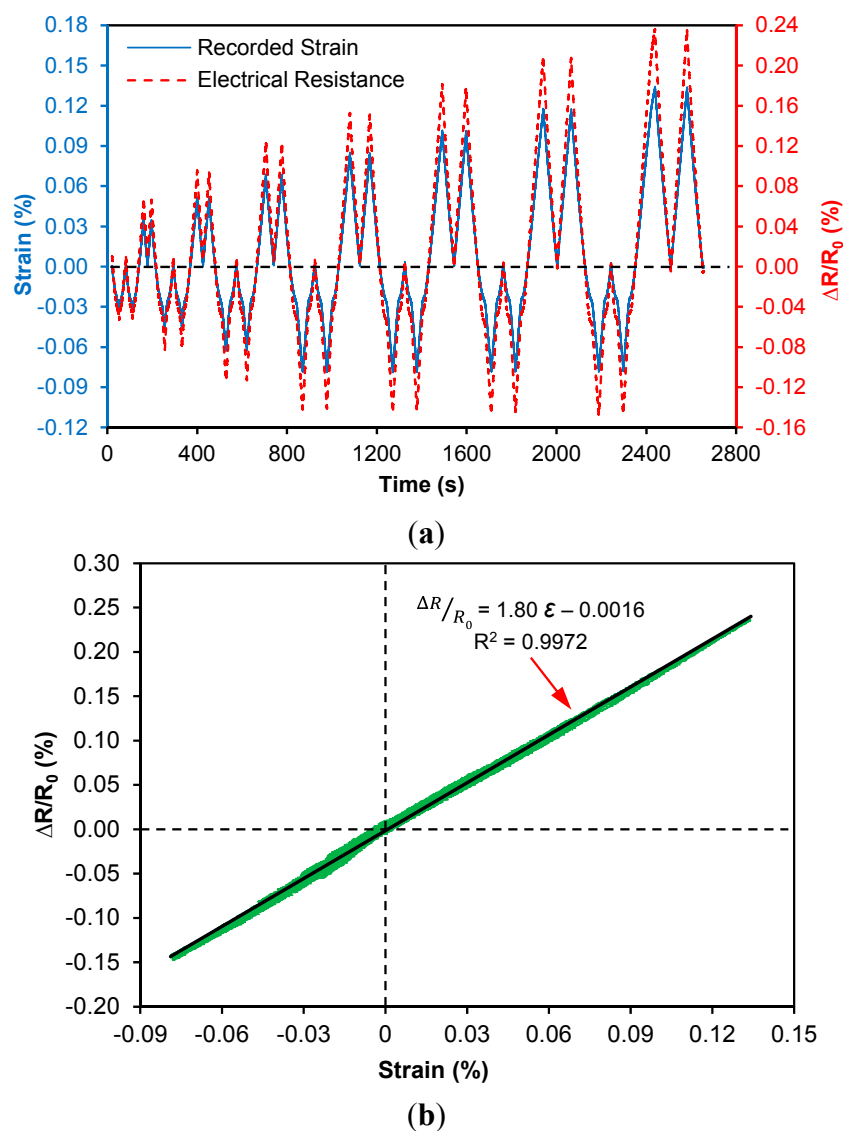 0.18
0.15
0.12
0.09
0.06
0.03
0.00
-0.03
-0.06
-0.09
-0.12
Strain (%)
Recorded Strain
Electrical Resistance
0.24
0.20
0.16
0.12
0.08
0.04
0.00
-0.04
-0.08
-0.12
-0.16
ΔR/R₀ (%)
0 400 800 1200 1600 2000 2400 2800
Time (s)
(a)
0.30
0.25
0.20
0.15
0.10
0.05
0.00
-0.05
-0.10
-0.15
-0.20
ΔR/R₀ (%)
ΔR/R₀ = 1.80 ε – 0.0016
R² = 0.9972
-0.09 -0.06 -0.03 0 0.03 0.06 0.09 0.12 0.15
Strain (%)
(b)